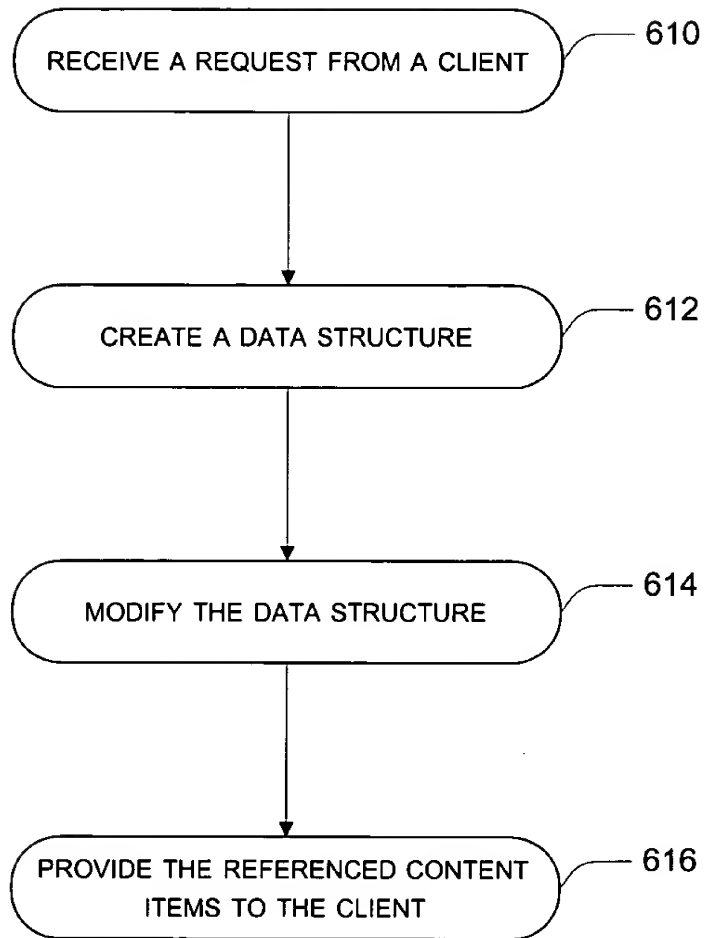 RECEIVE A REQUEST FROM A CLIENT
610
CREATE A DATA STRUCTURE
612
MODIFY THE DATA STRUCTURE
614
PROVIDE THE REFERENCED CONTENT
ITEMS TO THE CLIENT
616